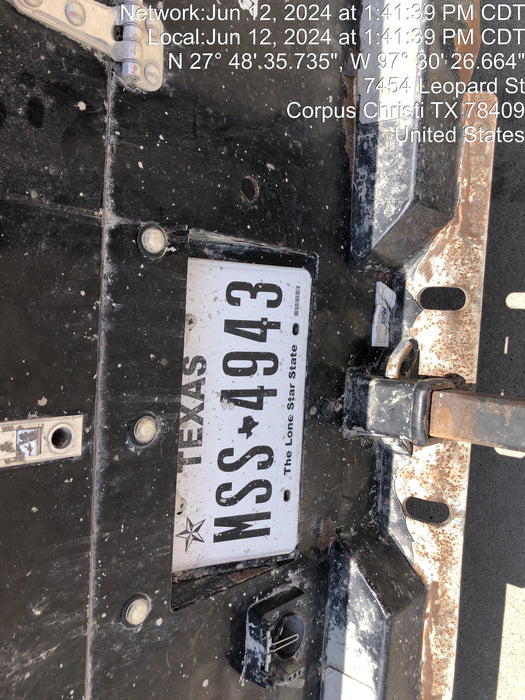 Network:Jun 12, 2024 at 1:41:39 PM CDT
Local:Jun 12, 2024 at 1:41:39 PM CDT
N 27° 48' 35.735", W 97° 30' 26.664"
7454 Leopard St
Corpus Christi TX 78409
United States
TEXAS
MSS★4943
The Lone Star State